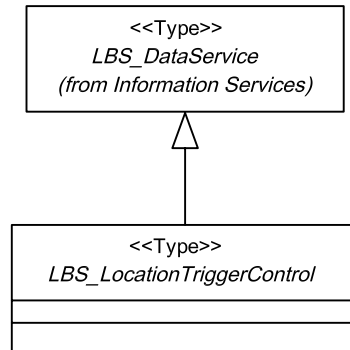 <<Type>>
LBS_DataService
(from Information Services)
<<Type>>
LBS_LocationTriggerControl